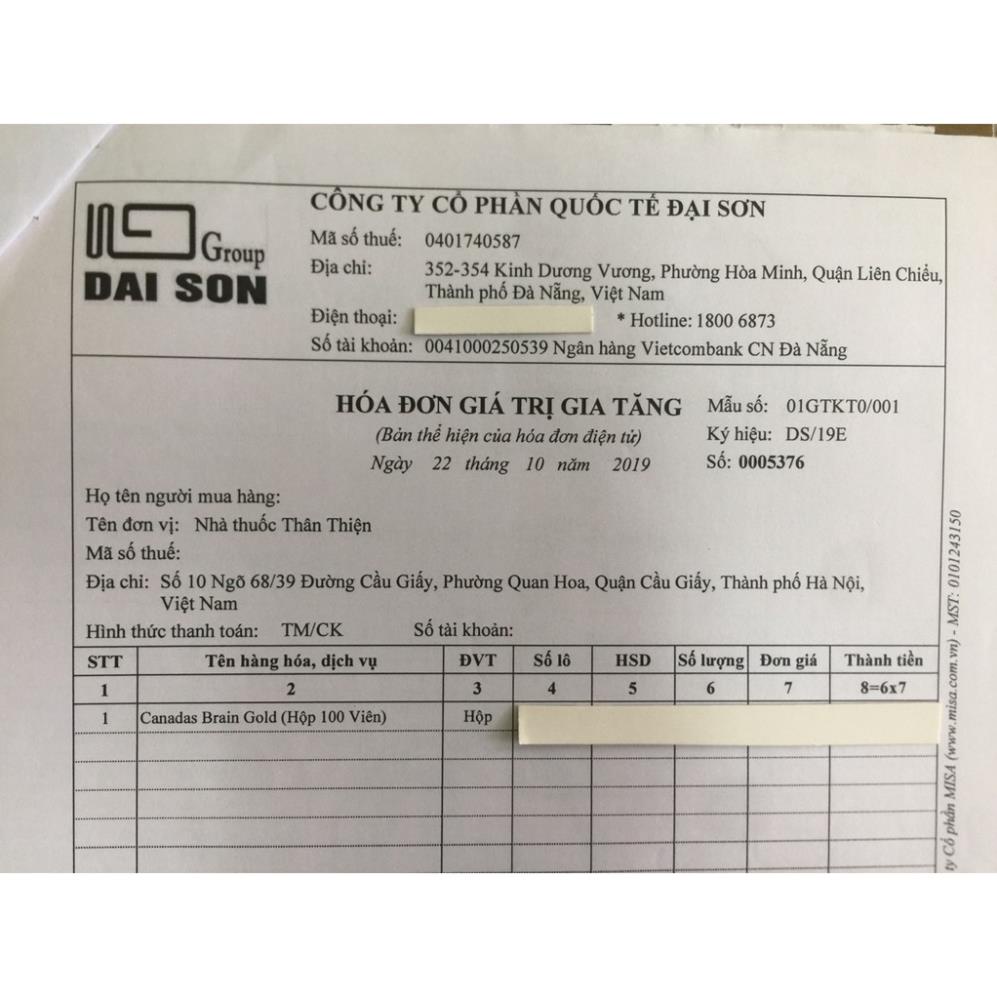 Group
DAI SON
CÔNG TY CỔ PHẦN QUỐC TẾ ĐẠI SƠN
Mã số thuế: 0401740587
Địa chỉ: 352-354 Kinh Dương Vương, Phường Hòa Minh, Quận Liên Chiểu,
Thành phố Đà Nẵng, Việt Nam
Điện thoại: * Hotline: 1800 6873
Số tài khoản: 0041000250539 Ngân hàng Vietcombank CN Đà Nẵng
HÓA ĐƠN GIÁ TRỊ GIA TĂNG
(Bản thể hiện của hóa đơn điện tử)
Ngày 22 tháng 10 năm 2019
Mẫu số: 01GTKT0/001
Ký hiệu: DS/19E
Số: 0005376
Họ tên người mua hàng:
Tên đơn vị: Nhà thuốc Thân Thiện
Mã số thuế:
Địa chỉ: Số 10 Ngõ 68/39 Đường Cầu Giấy, Phường Quan Hoa, Quận Cầu Giấy, Thành phố Hà Nội,
Việt Nam
Hình thức thanh toán: TM/CK Số tài khoản:
STT Tên hàng hóa, dịch vụ ĐVT Số lô HSD Số lượng Đơn giá Thành tiền
1 2 3 4 5 6 7 8=6x7
1 Canadas Brain Gold (Hộp 100 Viên) Hộp
ty Cổ phần MISA (www.misa.com.vn) - MST: 0101243150